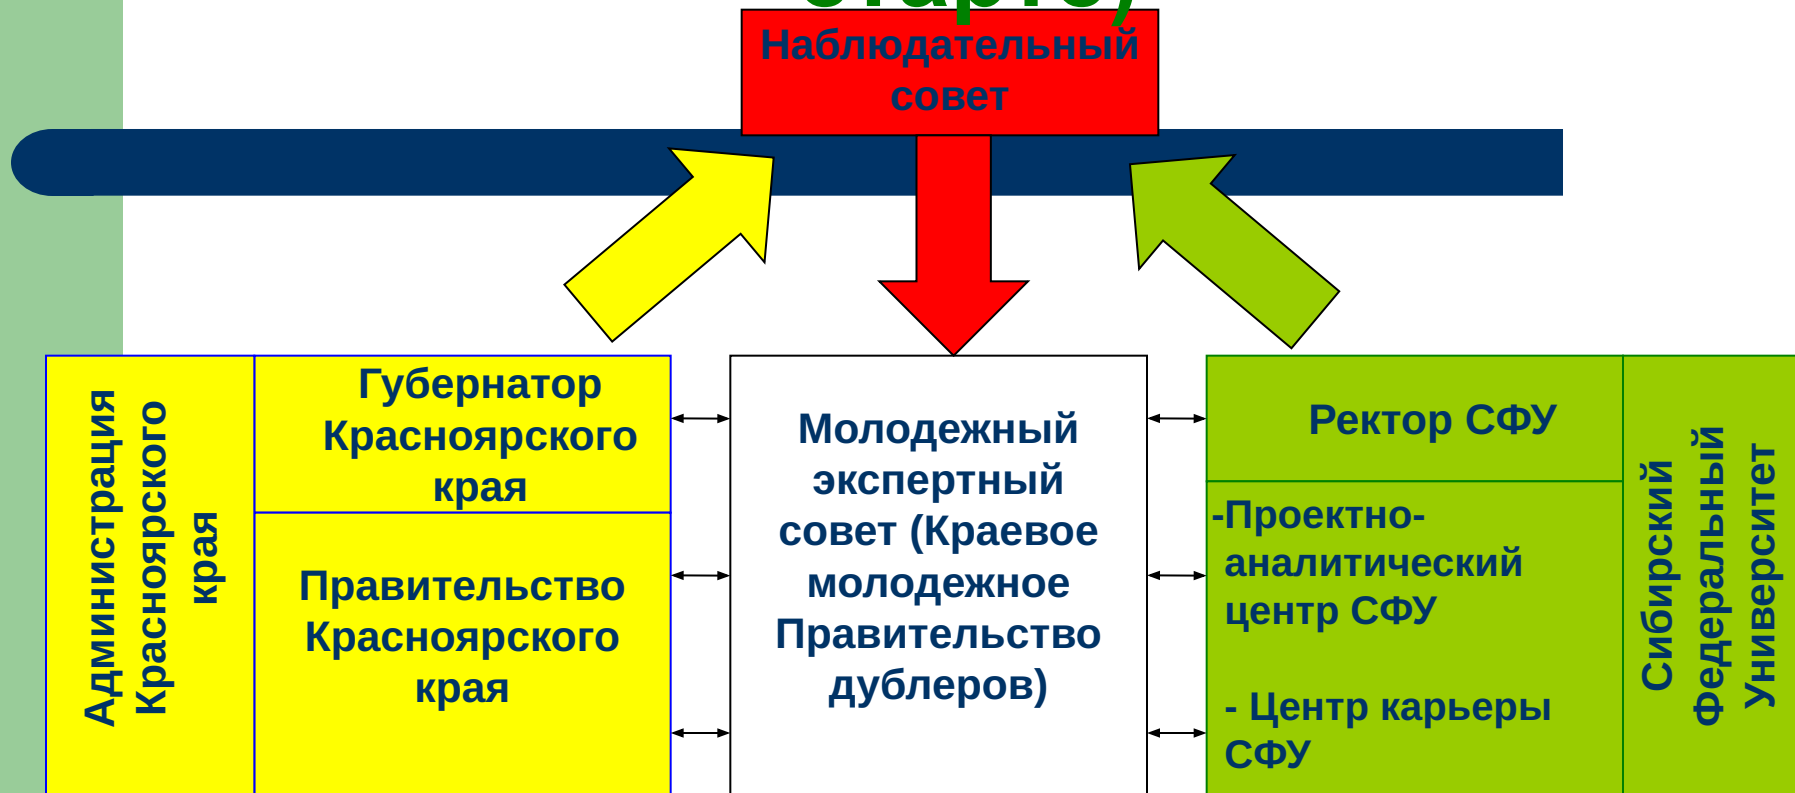 Наблюдательный
совет
Администрация
Красноярского
края
Губернатор
Красноярского
края
Правительство
Красноярского
края
Молодежный
экспертный
совет (Краевое
молодежное
Правительство
дублеров)
Ректор СФУ
-Проектно-
аналитический
центр СФУ
- Центр карьеры
СФУ
Сибирский
Федеральный
Университет